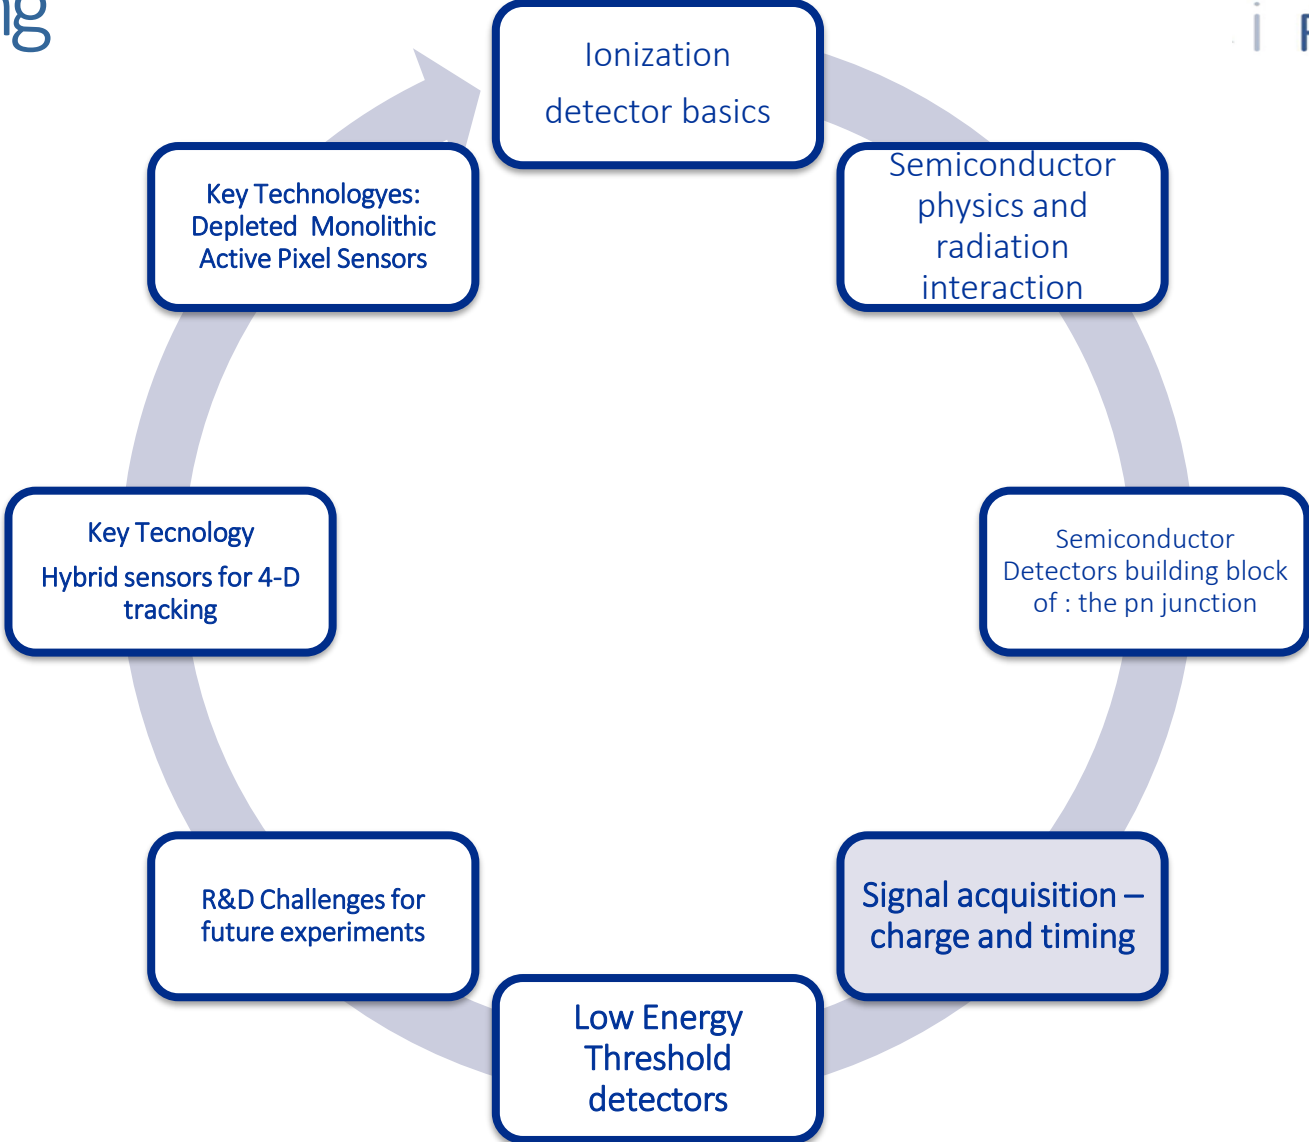 Ionization
detector basics
Semiconductor
physics and
radiation
interaction
Semiconductor
Detectors building block
of : the pn junction
Signal acquisition –
charge and timing
Low Energy
Threshold
detectors
R&D Challenges for
future experiments
Key Tecnology
Hybrid sensors for 4-D
tracking
Key Technologyes:
Depleted  Monolithic
Active Pixel Sensors